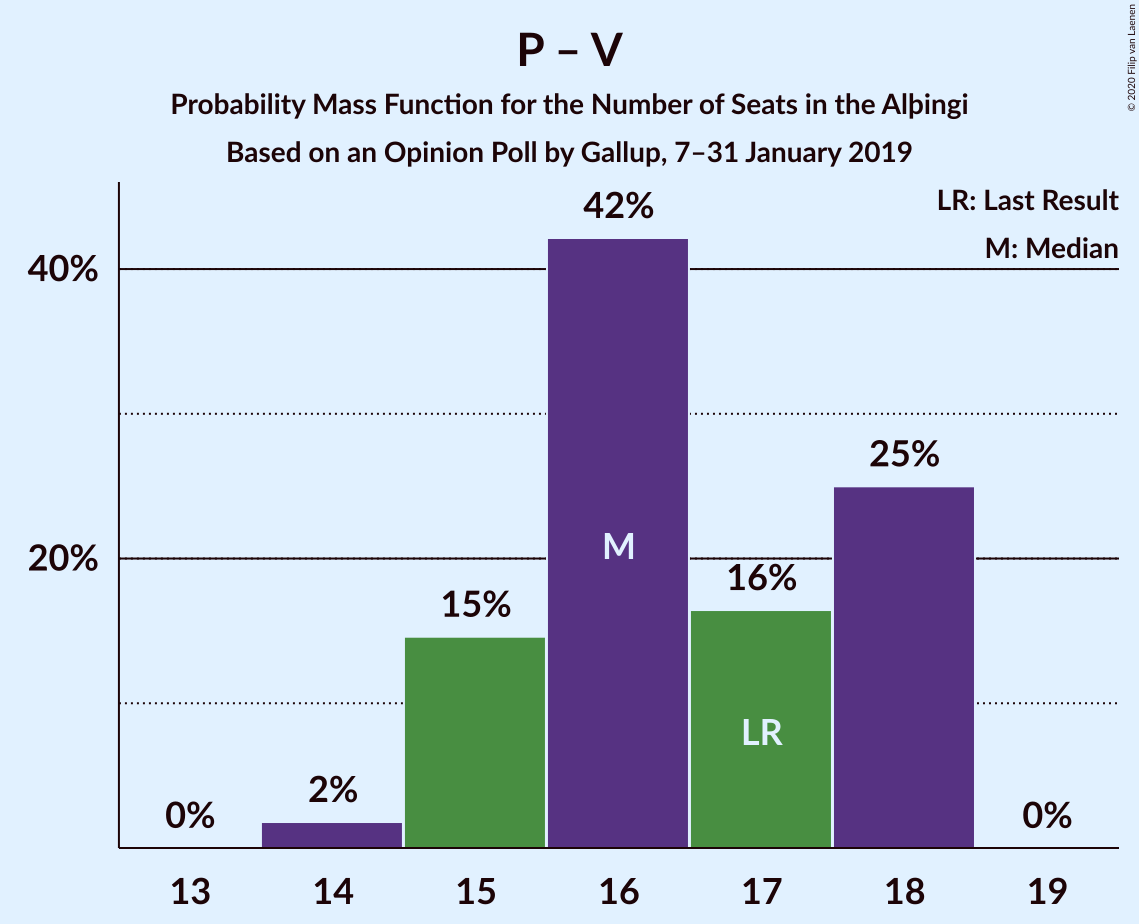 P – V
Probability Mass Function for the Number of Seats in the Alþingi
Based on an Opinion Poll by Gallup, 7–31 January 2019
© 2020 Filip van Laenen
LR: Last Result
M: Median
42%
40%
25%
20%
M
16%
15%
LR
2%
0%
0%
13 14 15 16 17 18 19